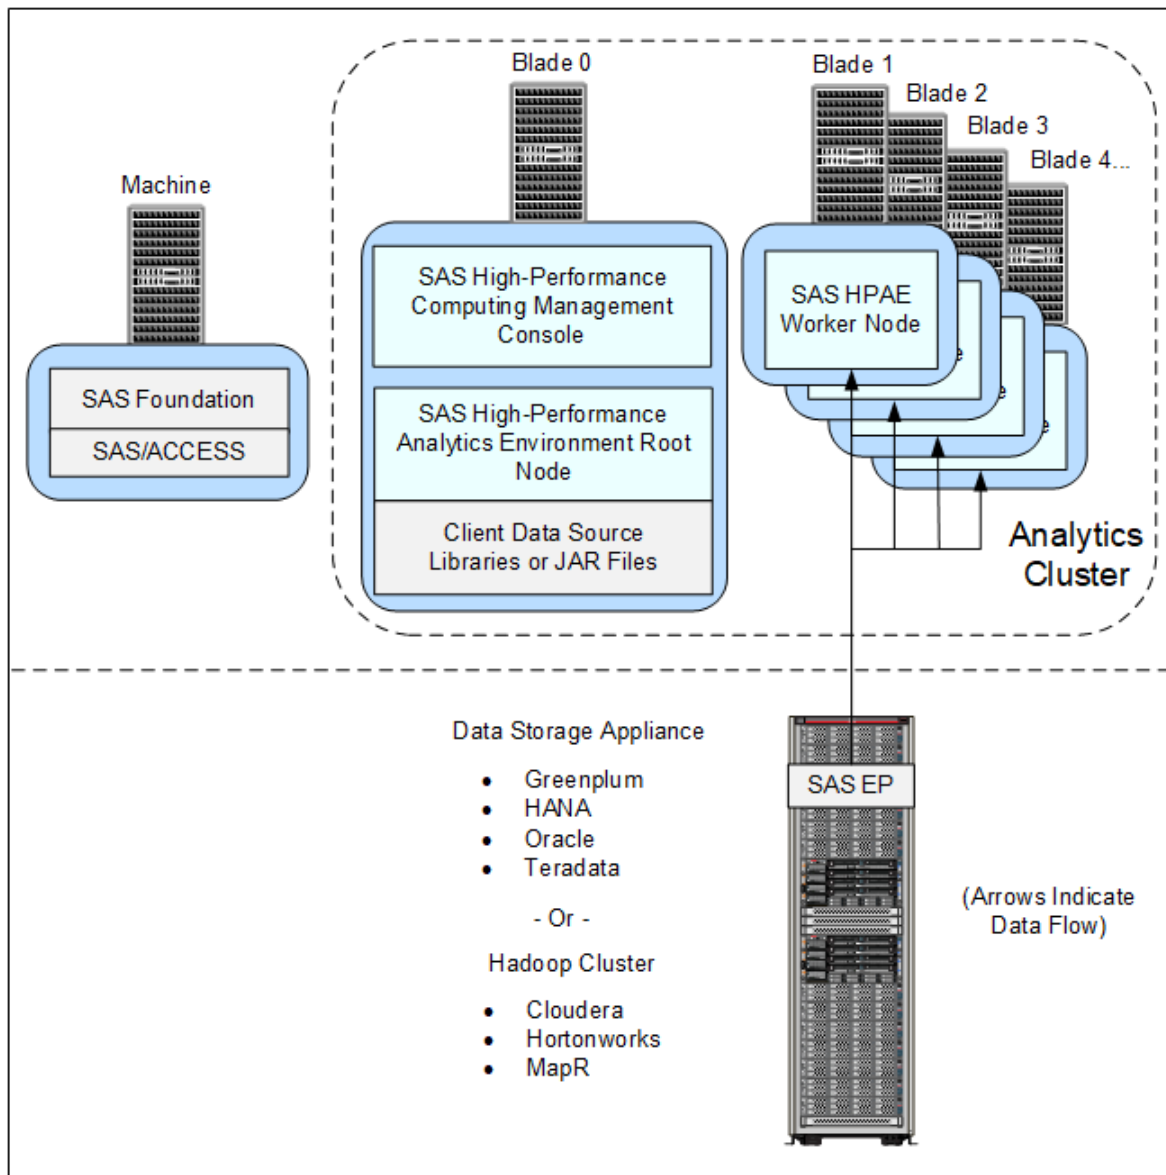 Blade 0
Blade 1
Blade 2
Blade 3
Blade 4...
Machine
SAS High-Performance
Computing Management
Console
SAS HPAE
Worker Node
SAS Foundation
SAS/ACCESS
SAS High-Performance
Analytics Environment Root
Node
Client Data Source
Libraries or JAR Files
e
e
e
Analytics
Cluster
Data Storage Appliance
• Greenplum
• HANA
• Oracle
• Teradata
- Or -
Hadoop Cluster
• Cloudera
• Hortonworks
• MapR
SAS EP
(Arrows Indicate
Data Flow)